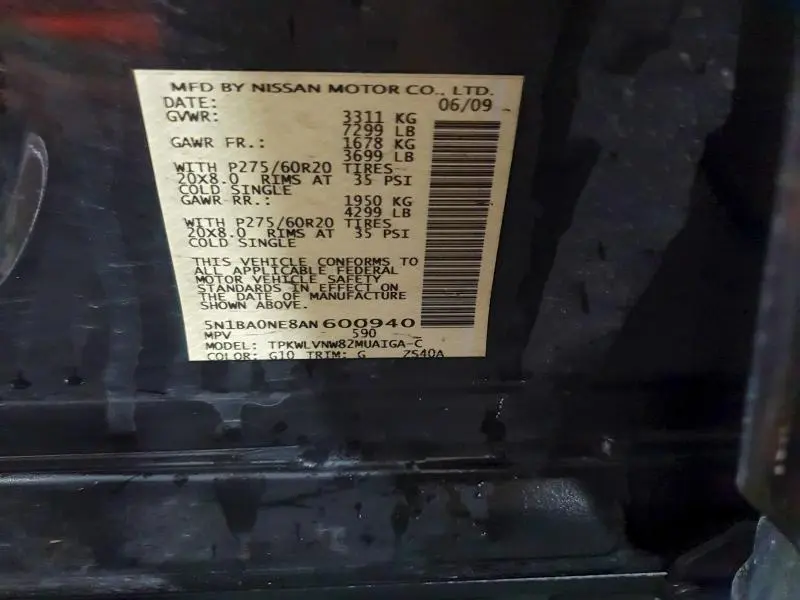 MFD BY NISSAN MOTOR CO., LTD.
DATE: 06/09
GVWR: 3311 KG
7299 LB
GAWR FR.: 1678 KG
3699 LB
WITH P275/60R20 TIRES
20X8.0 RIMS AT 35 PSI
COLD SINGLE
GAWR RR.: 1950 KG
4299 LB
WITH P275/60R20 TIRES
20X8.0 RIMS AT 35 PSI
COLD SINGLE
THIS VEHICLE CONFORMS TO
ALL APPLICABLE FEDERAL
MOTOR VEHICLE SAFETY
STANDARDS IN EFFECT ON
THE DATE OF MANUFACTURE
SHOWN ABOVE.
5N1BA0NE8AN600940
MPV 590
MODEL: TPKWLVNW82MUAIGA-C
COLOR: G10 TRIM: G ZS40A